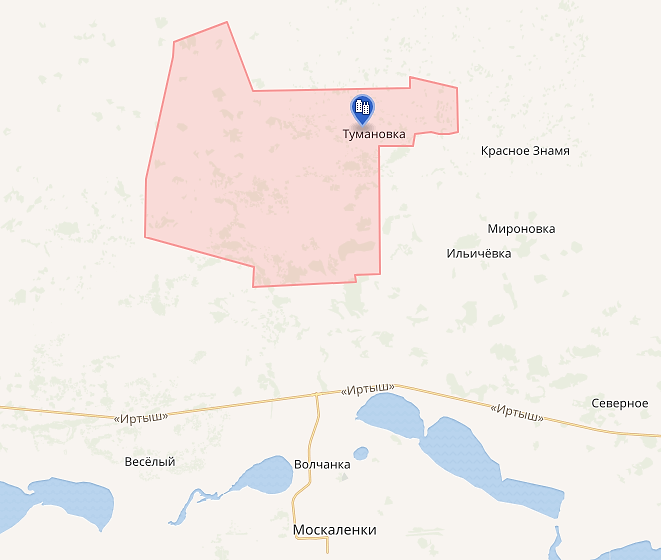 Тумановка
Красное Знамя
Мироновка
Ильичёвка
«Иртыш»
«Иртыш»
«Иртыш»
Северное
Весёлый
Волчанка
Москаленки